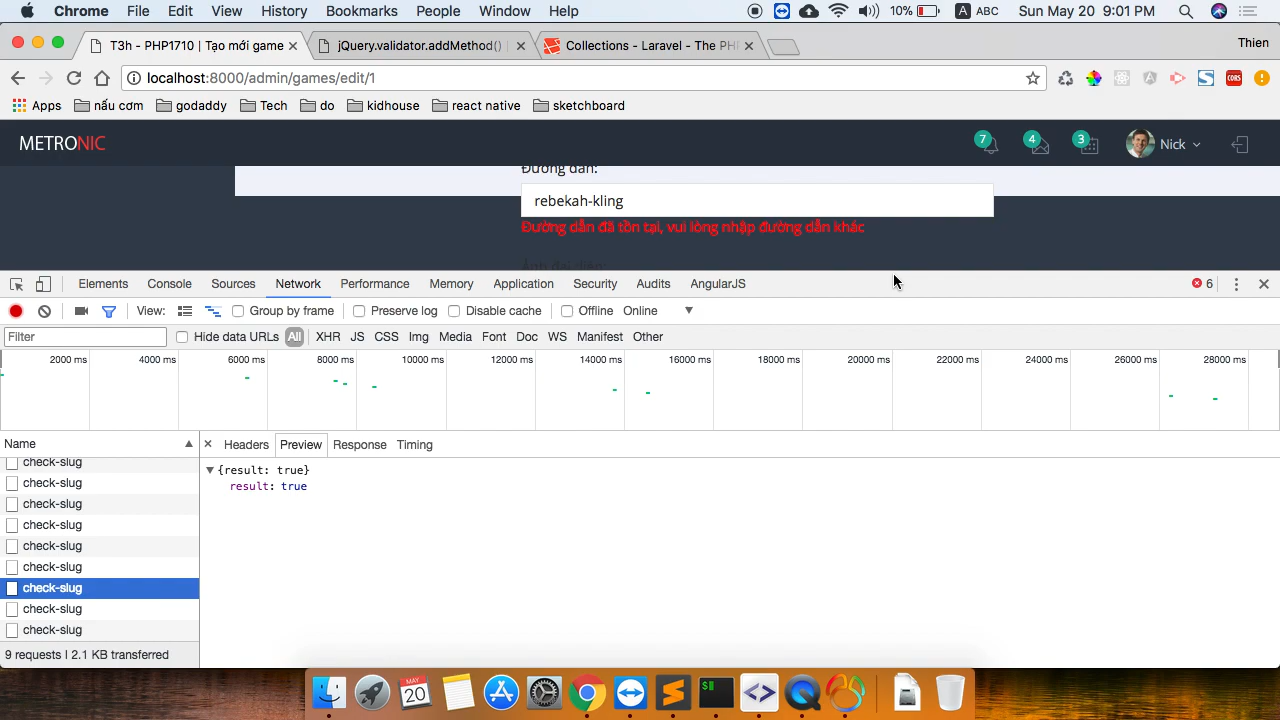 Chrome File Edit View History Bookmarks People Window Help 10% A ABC Sun May 20 9:01 PM
T3h - PHP1710 | Tạo mới game × jQuery.validator.addMethod() × Collections - Laravel - The PH × Thien
localhost:8000/admin/games/edit/1 CORS
Apps nấu cơm godaddy Tech do kidhouse react native sketchboard
METRONIC 7 4 3 Nick
Đường dẫn:
rebekah-kling
Đường dẫn đã tồn tại, vui lòng nhập đường dẫn khác
Ảnh đại diện:
Elements Console Sources Network Performance Memory Application Security Audits AngularJS 6
View: Group by frame Preserve log Disable cache Offline Online
Filter Hide data URLs All XHR JS CSS Img Media Font Doc WS Manifest Other
2000 ms 4000 ms 6000 ms 8000 ms 10000 ms 12000 ms 14000 ms 16000 ms 18000 ms 20000 ms 22000 ms 24000 ms 26000 ms 28000 ms
Name × Headers Preview Response Timing
check-slug
{result: true}
check-slug
result: true
check-slug
check-slug
check-slug
check-slug
check-slug
check-slug
check-slug
9 requests | 2.1 KB transferred
MAY
20